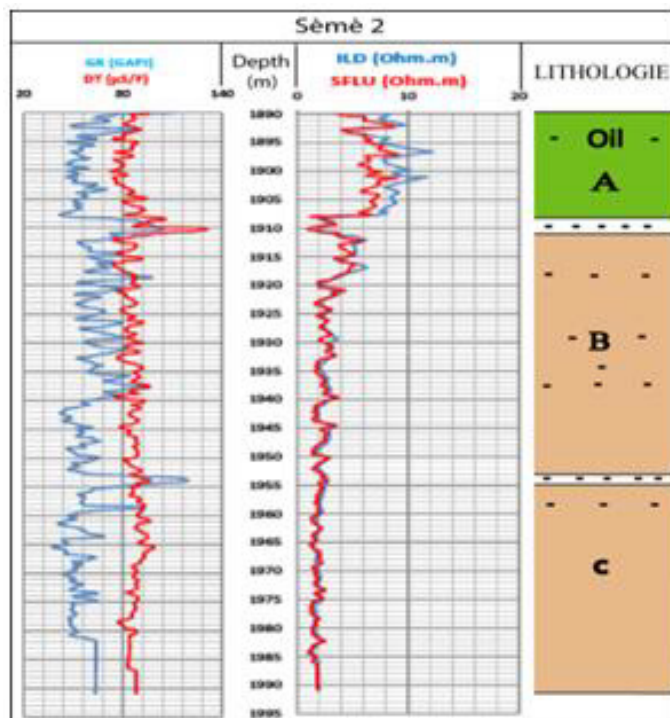 Sèmè 2
GR (GAPI)
DT (µS/F)
20 80 140
Depth
(m)
ILD (Ohm.m)
SFLU (Ohm.m)
0 10 20
LITHOLOGIE
1890
1895
1900
1905
1910
1915
1920
1925
1930
1935
1940
1945
1950
1955
1960
1965
1970
1975
1980
1985
1990
1995
Oil
A
B
C